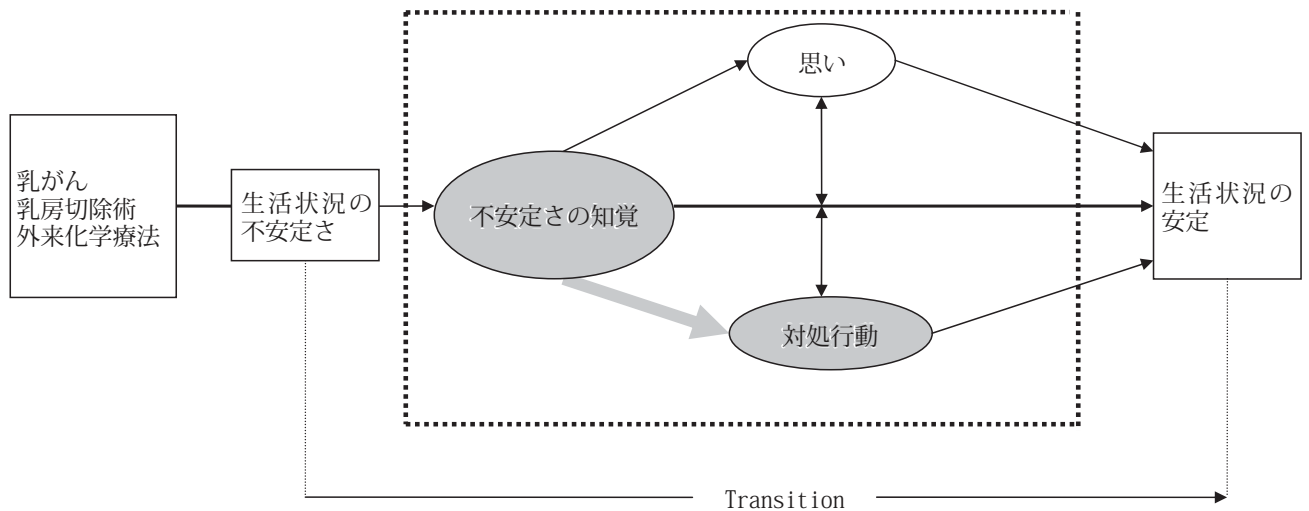 乳がん
乳房切除術
外来化学療法
生活状況の
不安定さ
不安定さの知覚
思い
対処行動
生活状況の
安定
Transition